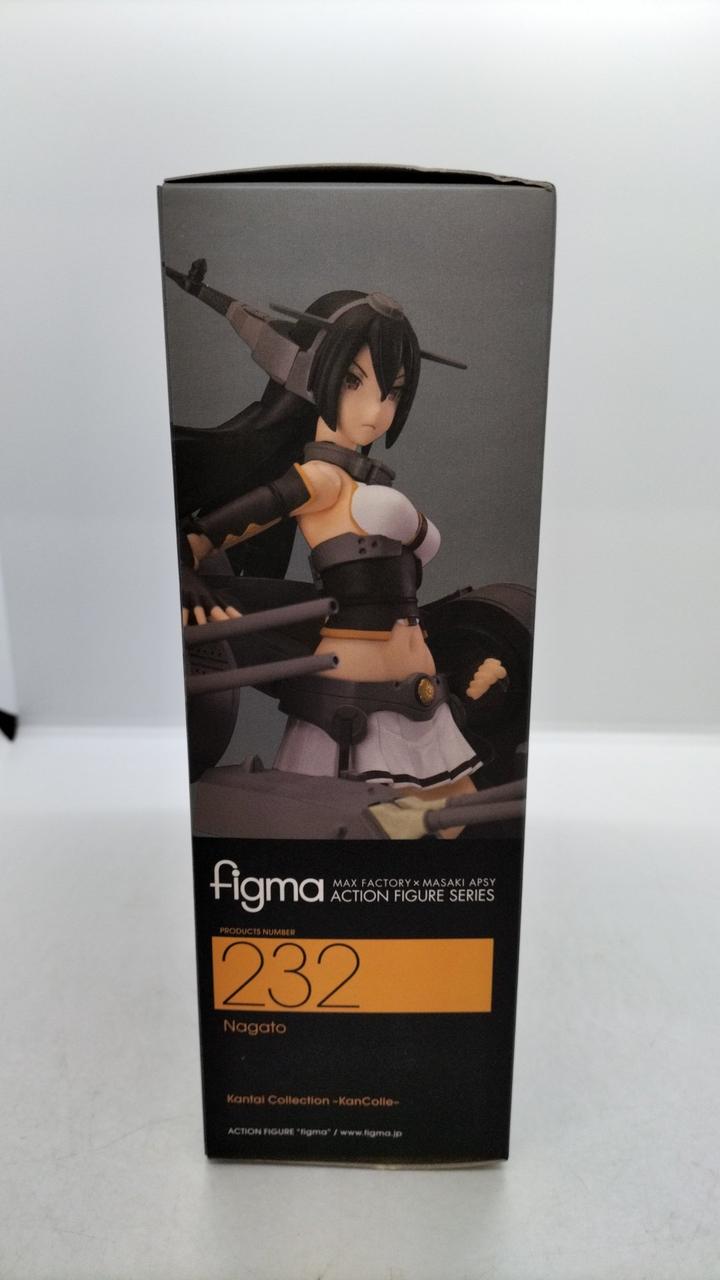 figma
MAX FACTORY × MASAKI APSY
ACTION FIGURE SERIES
PRODUCTS NUMBER
232
Nagato
Kantai Collection -KanColle-
ACTION FIGURE "figma" / www.figma.jp